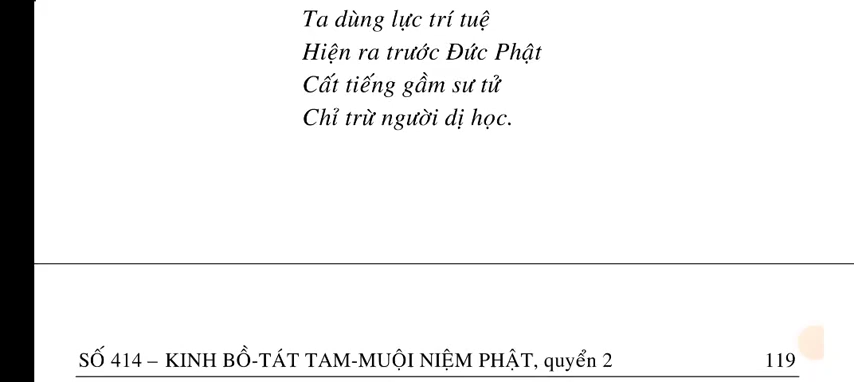 Ta dùng lực trí tuệ
Hiện ra trước Đức Phật
Cất tiếng gầm sư tử
Chỉ trừ người dị học.
SỐ 414 – KINH BỒ-TÁT TAM-MUỘI NIỆM PHẬT, quyển 2 119